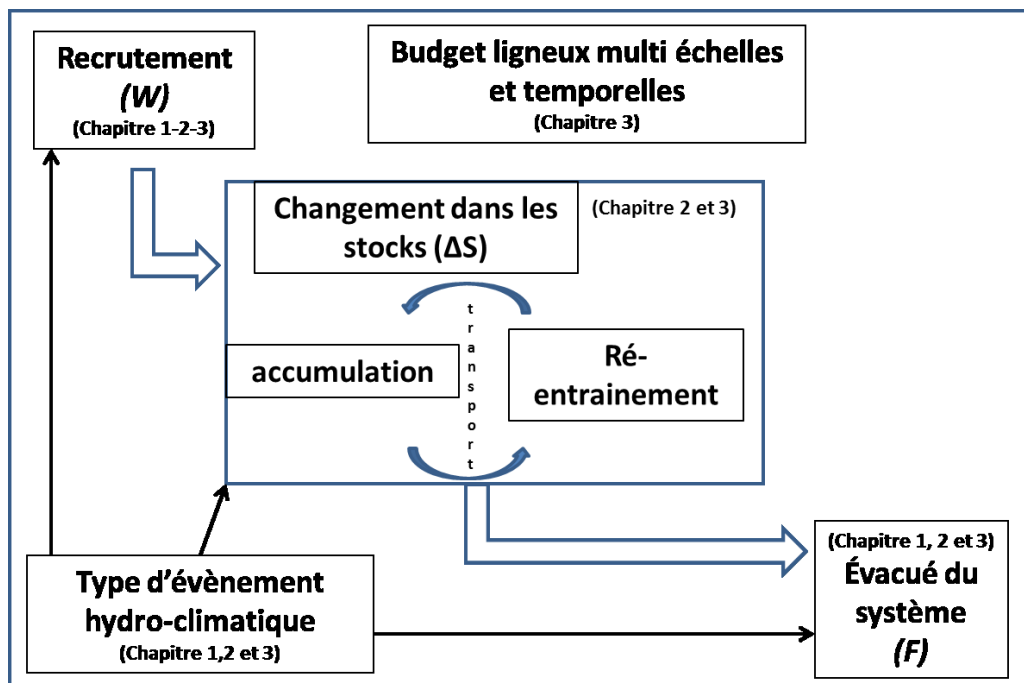 Recrutement
(W)
(Chapitre 1-2-3)
Budget ligneux multi échelles
et temporelles
(Chapitre 3)
Changement dans les
stocks (ΔS)
(Chapitre 2 et 3)
accumulation
transport
Ré-
entrainement
Type d'évènement
hydro-climatique
(Chapitre 1,2 et 3)
(Chapitre 1, 2 et 3)
Évacué du
système
(F)